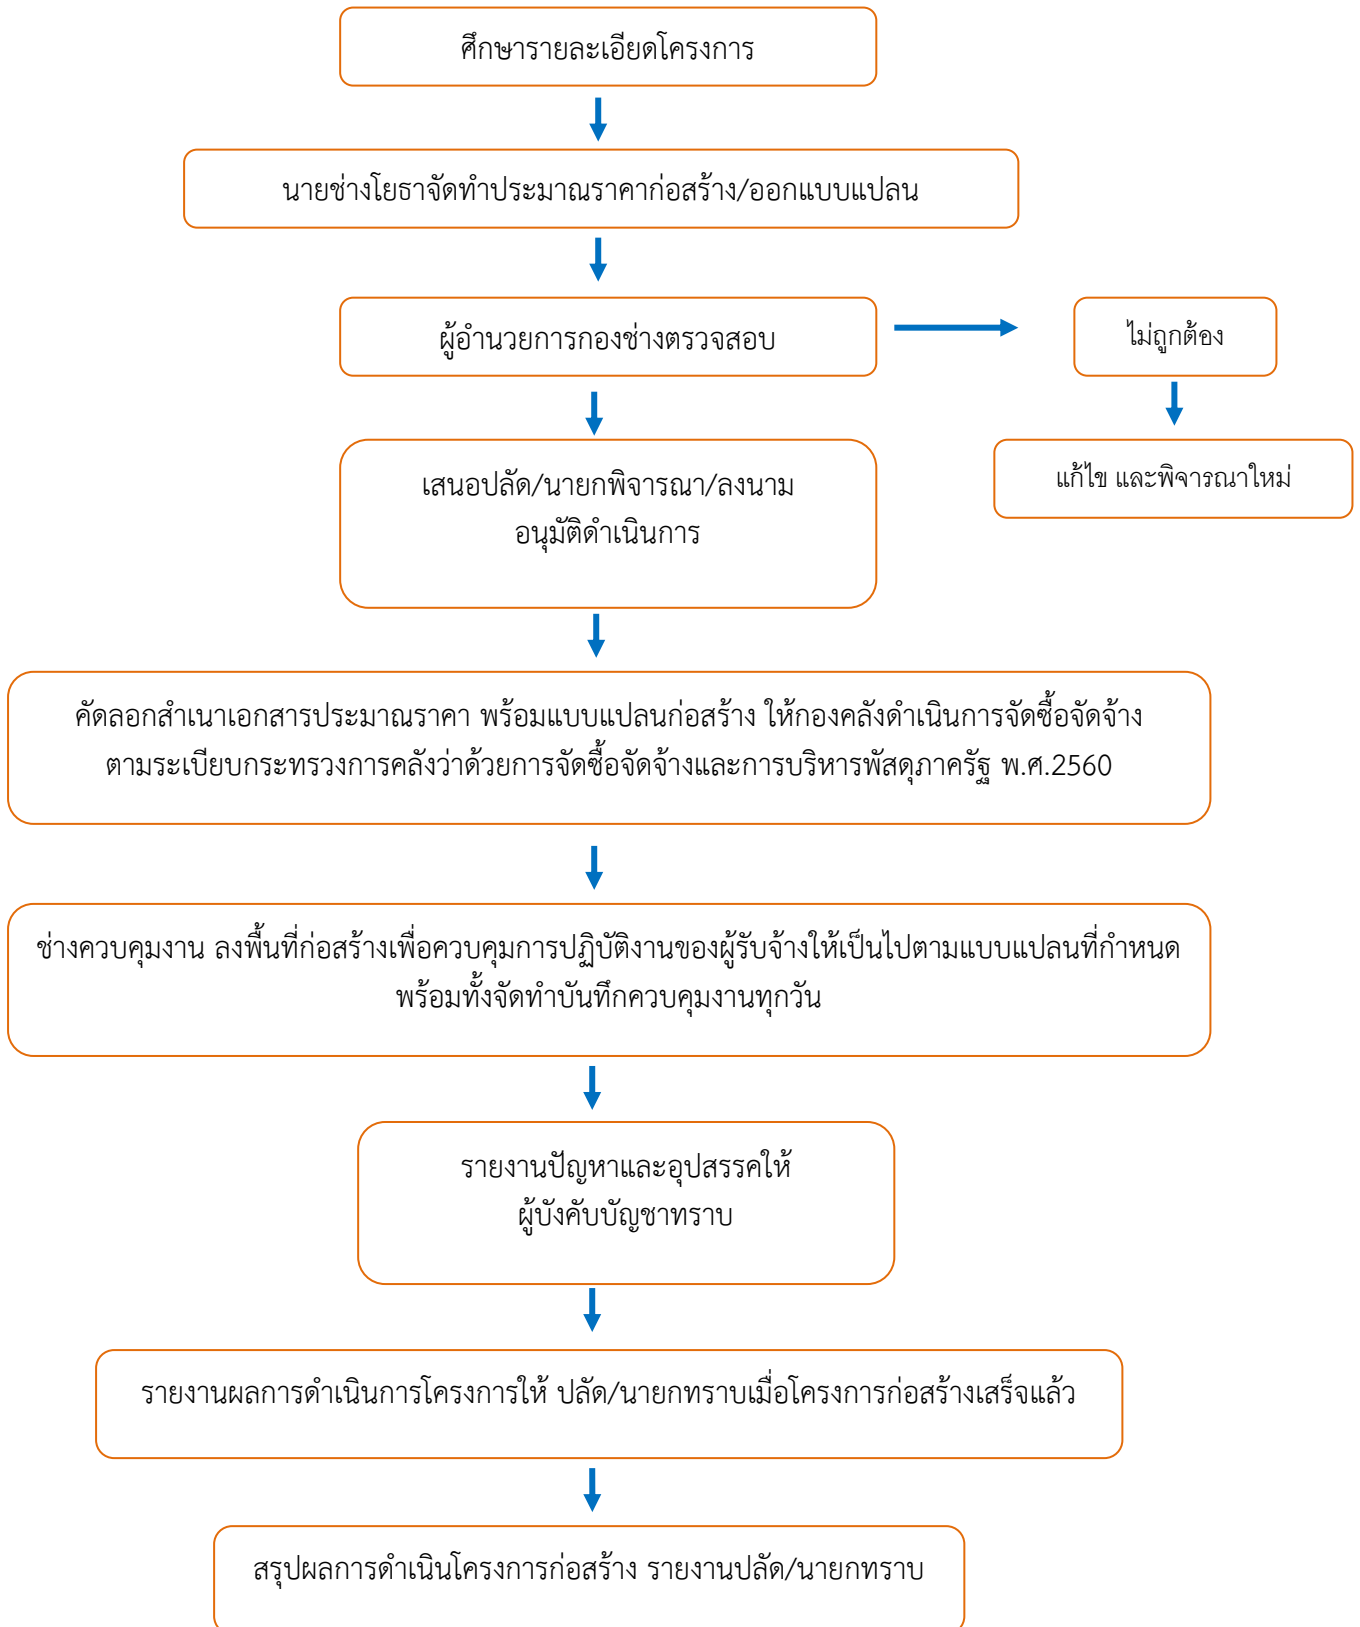 ศึกษารายละเอียดโครงการ
นายช่างโยธาจัดทำประมาณราคาก่อสร้าง/ออกแบบแปลน
ผู้อำนวยการกองช่างตรวจสอบ
ไม่ถูกต้อง
แก้ไข และพิจารณาใหม่
เสนอปลัด/นายกพิจารณา/ลงนาม
อนุมัติดำเนินการ
คัดลอกสำเนาเอกสารประมาณราคา พร้อมแบบแปลนก่อสร้าง ให้กองคลังดำเนินการจัดซื้อจัดจ้าง
ตามระเบียบกระทรวงการคลังว่าด้วยการจัดซื้อจัดจ้างและการบริหารพัสดุภาครัฐ พ.ศ.2560
ช่างควบคุมงาน ลงพื้นที่ก่อสร้างเพื่อควบคุมการปฏิบัติงานของผู้รับจ้างให้เป็นไปตามแบบแปลนที่กำหนด
พร้อมทั้งจัดทำบันทึกควบคุมงานทุกวัน
รายงานปัญหาและอุปสรรคให้
ผู้บังคับบัญชาทราบ
รายงานผลการดำเนินการโครงการให้ ปลัด/นายกทราบเมื่อโครงการก่อสร้างเสร็จแล้ว
สรุปผลการดำเนินโครงการก่อสร้าง รายงานปลัด/นายกทราบ